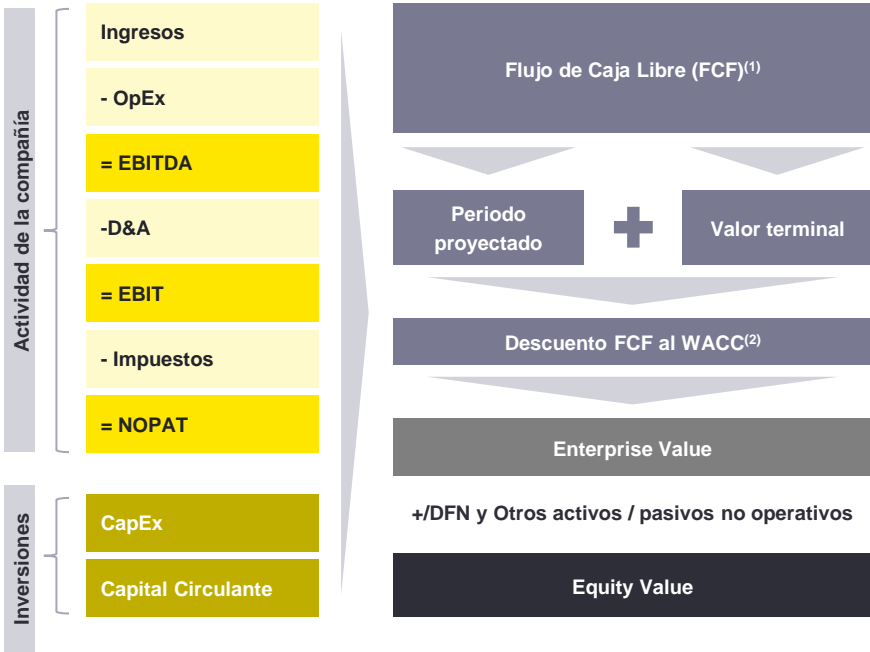 Actividad de la compañía
Ingresos
- OpEx
= EBITDA
-D&A
= EBIT
- Impuestos
= NOPAT
Inversiones
CapEx
Capital Circulante
Flujo de Caja Libre (FCF)(1)
Periodo
proyectado
Valor terminal
Descuento FCF al WACC(2)
Enterprise Value
+/DFN y Otros activos / pasivos no operativos
Equity Value